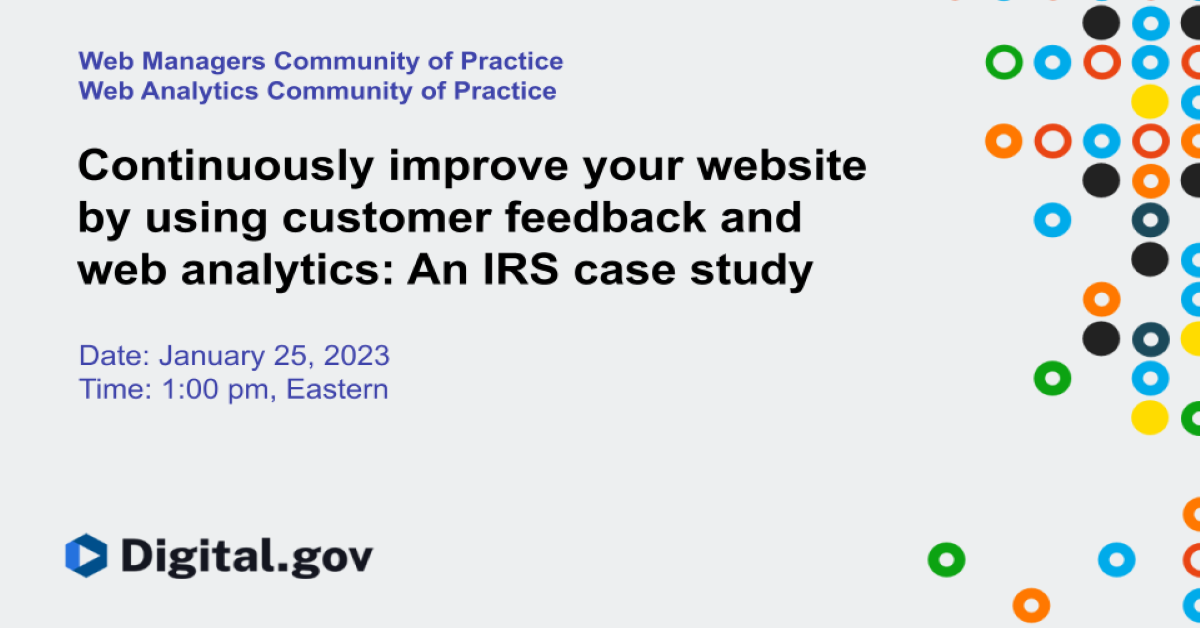 Web Managers Community of Practice
Web Analytics Community of Practice
Continuously improve your website
by using customer feedback and
web analytics: An IRS case study
Date: January 25, 2023
Time: 1:00 pm, Eastern
Digital.gov